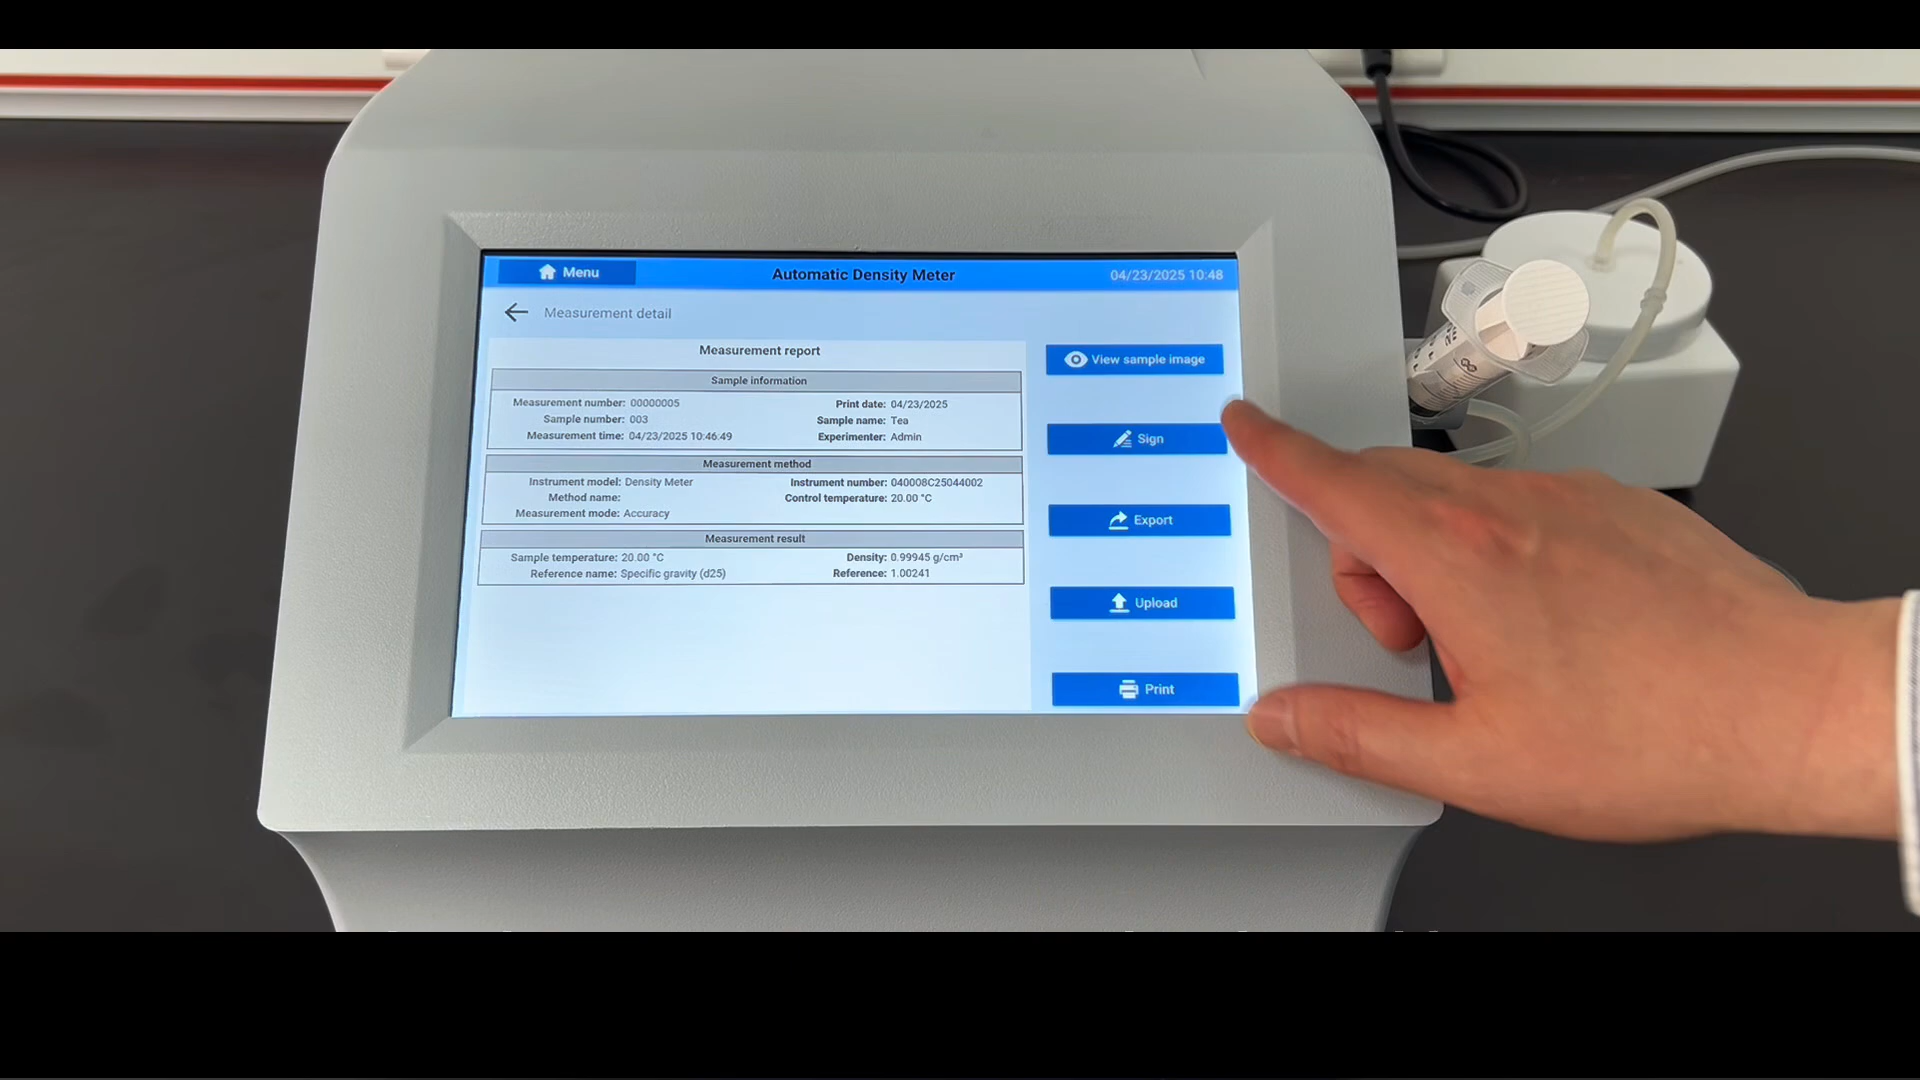 Menu
Automatic Density Meter
04/23/2025 10:48
Measurement detail
Measurement report
Sample information
Measurement number: 00000005
Print date: 04/23/2025
Sample number: 003
Sample name: Tea
Measurement time: 04/23/2025 10:46:49
Experimenter: Admin
Measurement method
Instrument model: Density Meter
Instrument number: 040008C25044002
Method name:
Control temperature: 20.00 °C
Measurement mode: Accuracy
Measurement result
Sample temperature: 20.00 °C
Density: 0.99945 g/cm³
Reference name: Specific gravity (d25)
Reference: 1.00241
View sample image
Sign
Export
Upload
Print